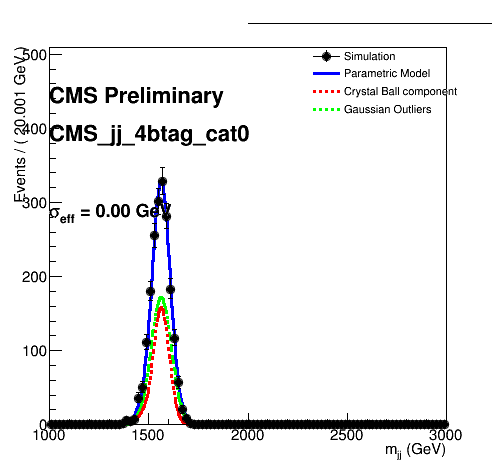 Events / ( 20.001 GeV )
500
400
300
200
100
0
CMS Preliminary
CMS_jj_4btag_cat0
σeff = 0.00 GeV
Simulation
Parametric Model
Crystal Ball component
Gaussian Outliers
1000 1500 2000 2500 3000
mjj (GeV)